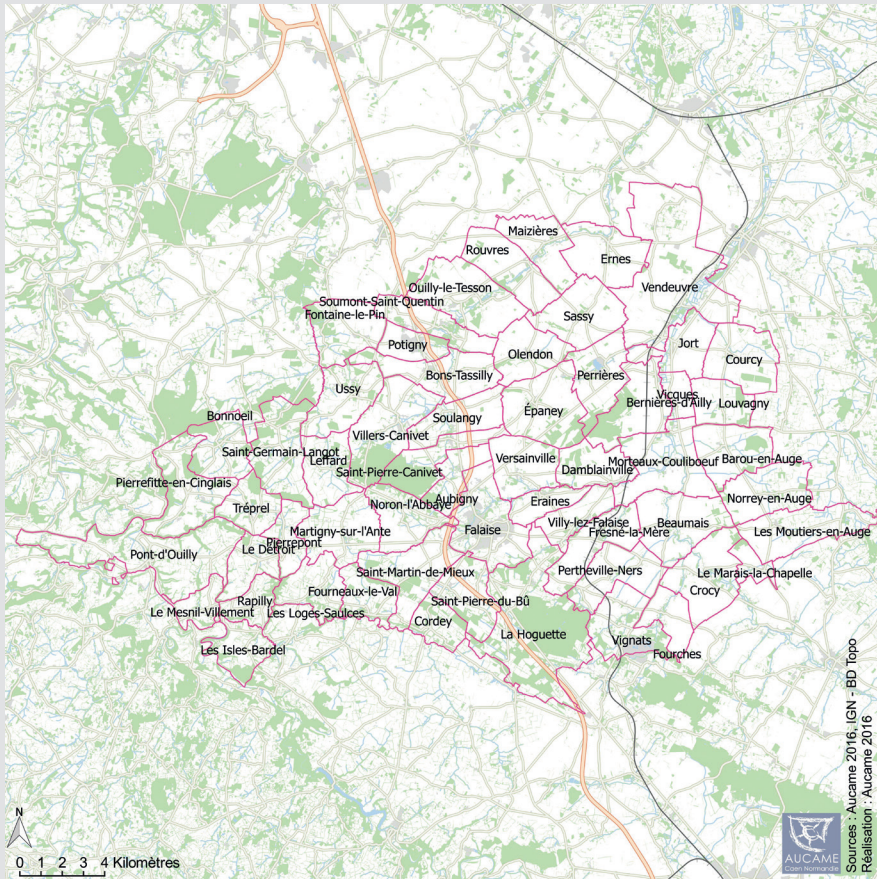 Maizières
Rouvres
Ernes
Vendeuvre
Ouilly-le-Tesson
Soumont-Saint-Quentin
Fontaine-le-Pin
Sassy
Potigny
Olendon
Jort
Courcy
Bons-Tassilly
Perrières
Ussy
Vicques
Bernières-d'Ailly
Louvagny
Épaney
Bonnoeil
Soulangy
Villers-Canivet
Saint-Germain-Langot
Leffard
Versainville
Morteaux-Couliboeuf
Barou-en-Auge
Saint-Pierre-Canivet
Damblainville
Pierrefitte-en-Cinglais
Aubigny
Norrey-en-Auge
Noron-l'Abbaye
Eraines
Tréprel
Villy-lez-Falaise
Beaumais
Martigny-sur-l'Ante
Falaise
Fresné-la-Mère
Les Moutiers-en-Auge
Pierrepont
Le Détroit
Pont-d'Ouilly
Saint-Martin-de-Mieux
Pertheville-Ners
Le Marais-la-Chapelle
Fourneaux-le-Val
Crocy
Rapilly
Saint-Pierre-du-Bû
Le Mesnil-Villement
Les Loges-Saulces
Cordey
La Hoguette
Vignats
Les Isles-Bardel
Fourches
N
0 1 2 3 4 Kilomètres
AUCAME
Caen Normandie
Sources : Aucame 2016, IGN - BD Topo
Réalisation : Aucame 2016